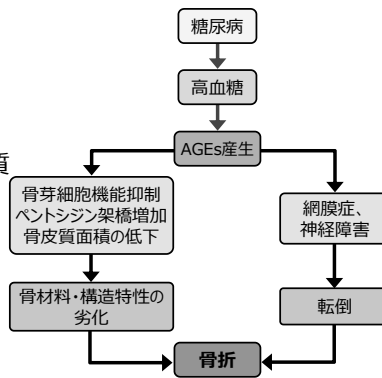 糖尿病
高血糖
AGEs産生
質
骨芽細胞機能抑制
ペントシジン架橋増加
骨皮質面積の低下
網膜症、
神経障害
骨材料・構造特性の
劣化
転倒
骨折